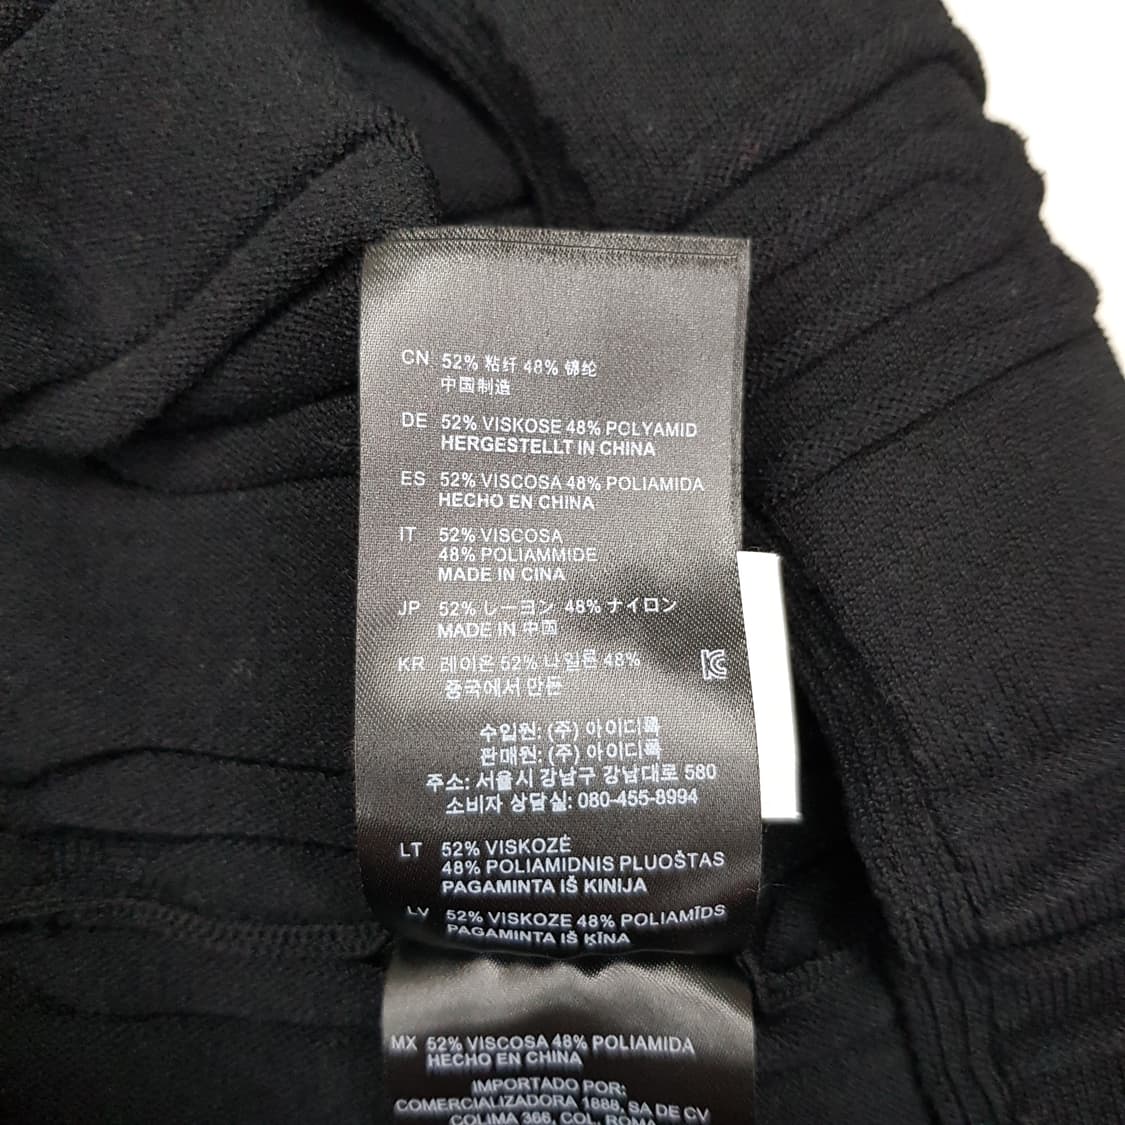 CN 52% 粘纤 48% 锦纶
中国制造
DE 52% VISKOSE 48% POLYAMID
HERGESTELLT IN CHINA
ES 52% VISCOSA 48% POLIAMIDA
HECHO EN CHINA
IT 52% VISCOSA
48% POLIAMMIDE
MADE IN CINA
JP 52% レーヨン 48% ナイロン
MADE IN 中国
KR 레이온 52% 나일론 48%
중국에서 만든
수입원: (주) 아이디룩
판매원: (주) 아이디룩
주소: 서울시 강남구 강남대로 580
소비자 상담실: 080-455-8994
LT 52% VISKOZĖ
48% POLIAMIDNIS PLUOŠTAS
PAGAMINTA IŠ KINIJA
LV 52% VISKOZE 48% POLIAMĪDS
PAGAMINTA IŠ ĶĪNA
MX 52% VISCOSA 48% POLIAMIDA
HECHO EN CHINA
IMPORTADO POR:
COMERCIALIZADORA 1888, SA DE CV
COLIMA 366, COL. ROMA